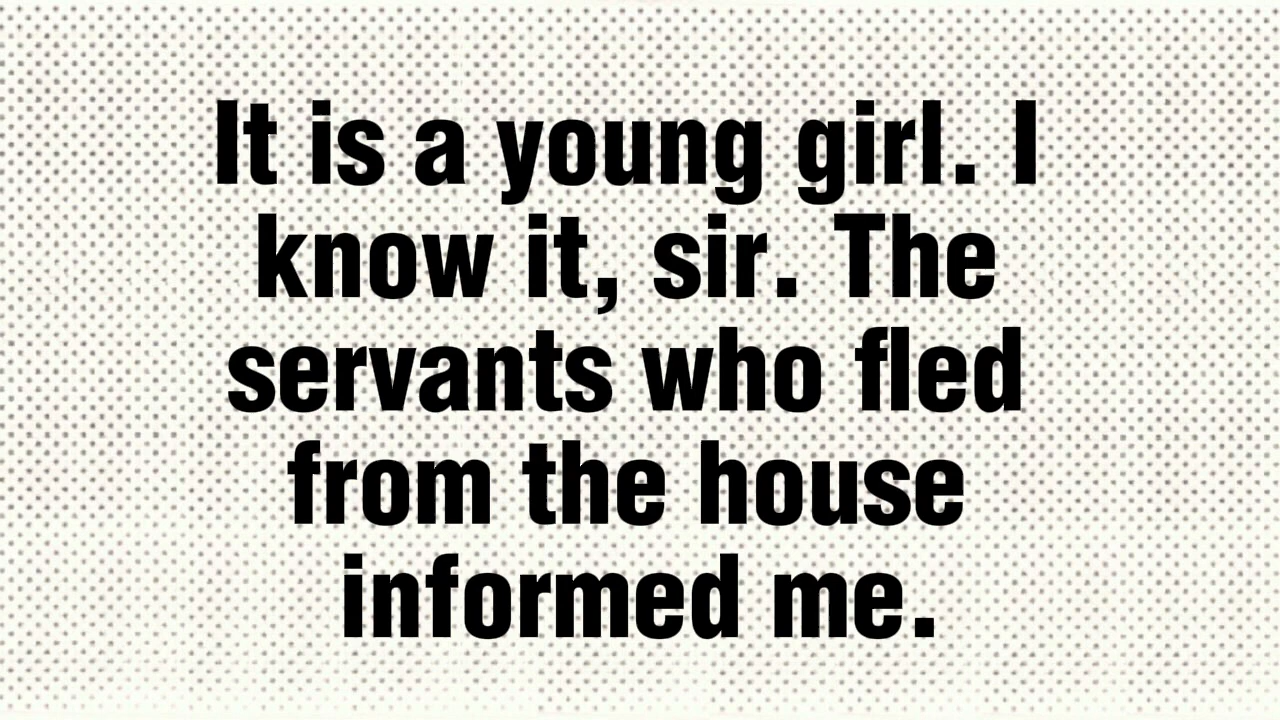 It is a young girl. I
know it, sir. The
servants who fled
from the house
informed me.